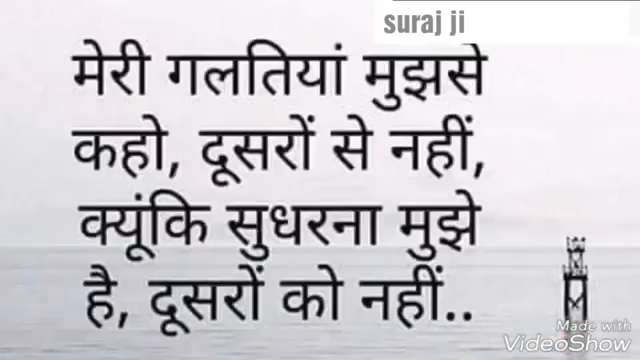 suraj ji
मेरी गलतियां मुझसे
कहो, दूसरों से नहीं,
क्यूंकि सुधरना मुझे
है, दूसरों को नहीं..
Made with
VideoShow